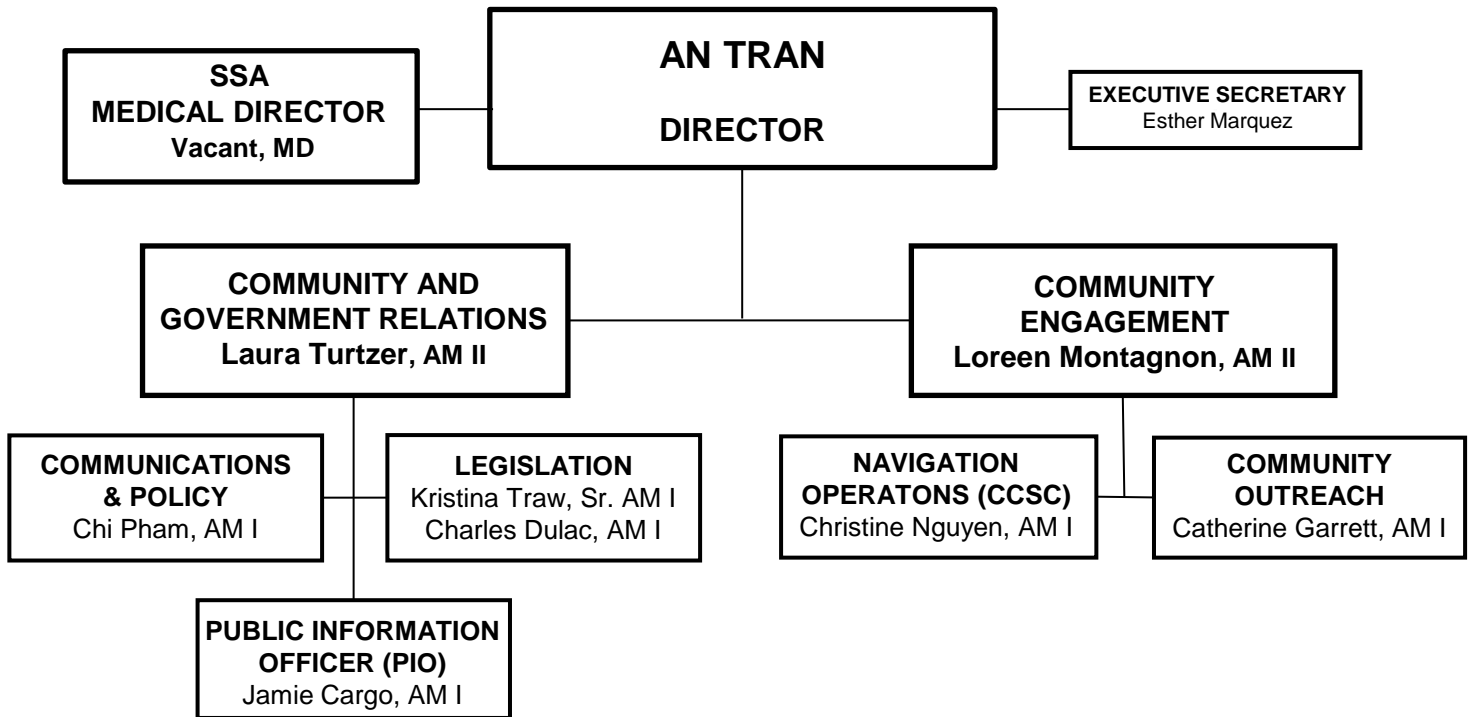 AN TRAN
DIRECTOR
SSA
MEDICAL DIRECTOR
Vacant, MD
EXECUTIVE SECRETARY
Esther Marquez
COMMUNITY AND
GOVERNMENT RELATIONS
Laura Turtzer, AM II
COMMUNITY
ENGAGEMENT
Loreen Montagnon, AM II
COMMUNICATIONS
& POLICY
Chi Pham, AM I
LEGISLATION
Kristina Traw, Sr. AM I
Charles Dulac, AM I
NAVIGATION
OPERATONS (CCSC)
Christine Nguyen, AM I
COMMUNITY
OUTREACH
Catherine Garrett, AM I
PUBLIC INFORMATION
OFFICER (PIO)
Jamie Cargo, AM I